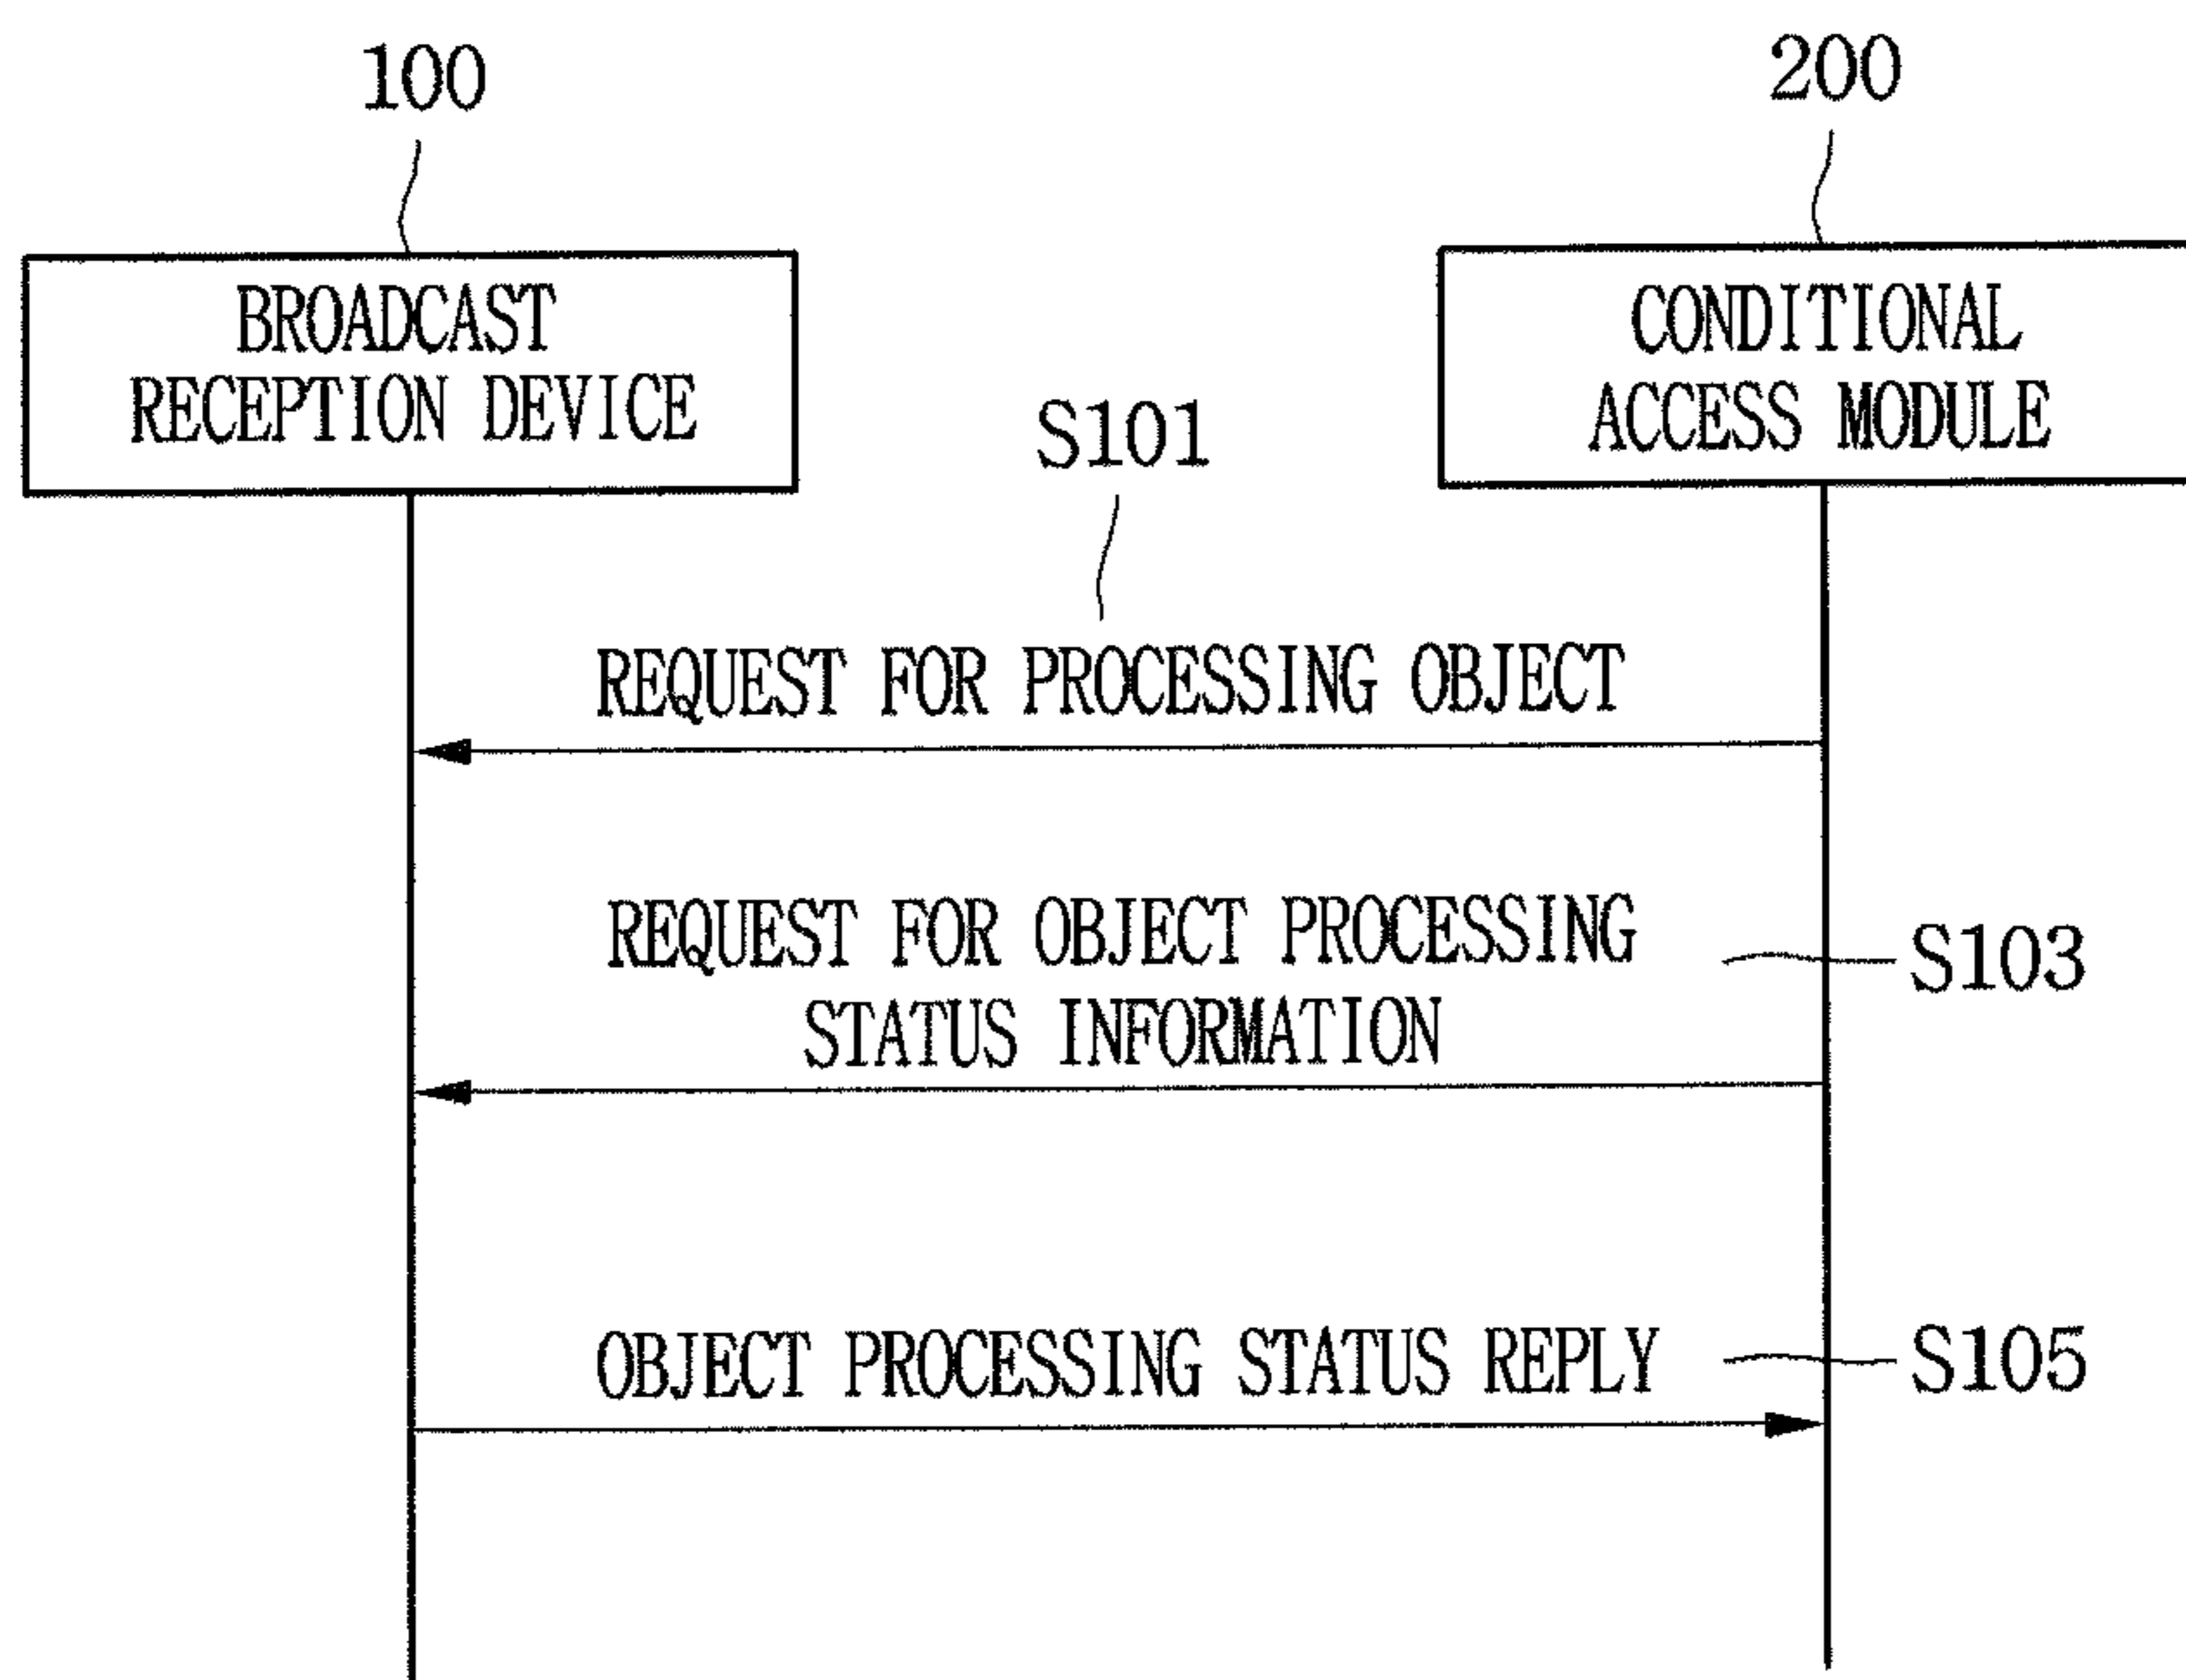 100
200
BROADCAST
RECEPTION DEVICE
CONDITIONAL
ACCESS MODULE
S101
REQUEST FOR PROCESSING OBJECT
REQUEST FOR OBJECT PROCESSING
STATUS INFORMATION
S103
OBJECT PROCESSING STATUS REPLY
S105